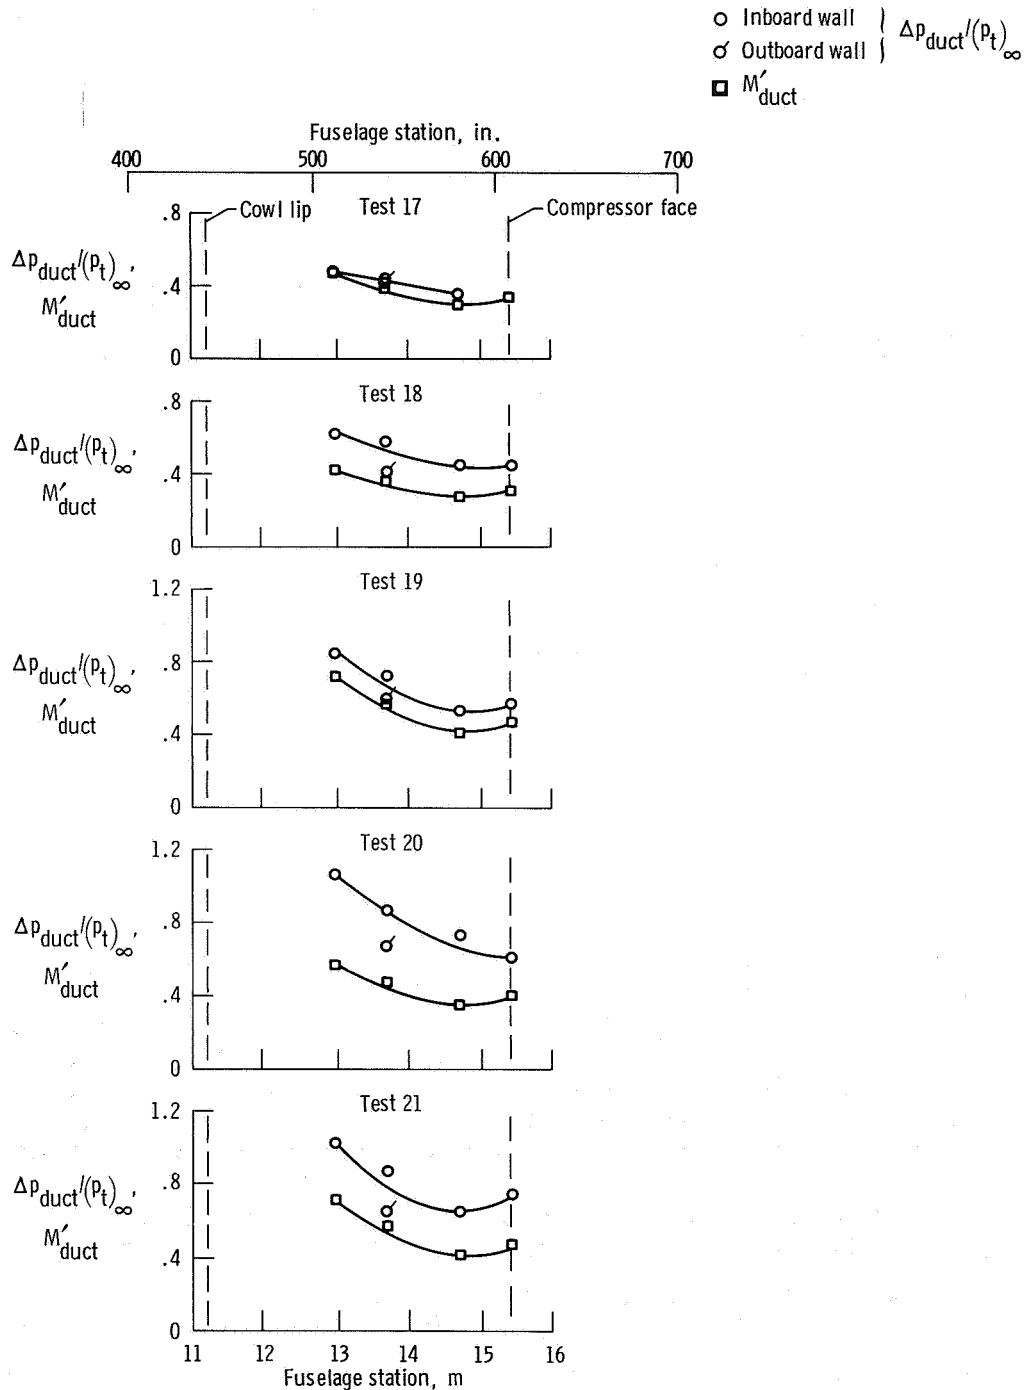 Inboard wall
Outboard wall
Δp_duct/(p_t)_∞
M′_duct
Fuselage station, in.
400 500 600 700
Test 17
Cowl lip
Compressor face
.8
.4
0
Δp_duct/(p_t)_∞,
M′_duct
Test 18
.8
.4
0
Δp_duct/(p_t)_∞,
M′_duct
Test 19
1.2
.8
.4
0
Δp_duct/(p_t)_∞,
M′_duct
Test 20
1.2
.8
.4
0
Δp_duct/(p_t)_∞,
M′_duct
Test 21
1.2
.8
.4
0
Δp_duct/(p_t)_∞,
M′_duct
11 12 13 14 15 16
Fuselage station, m